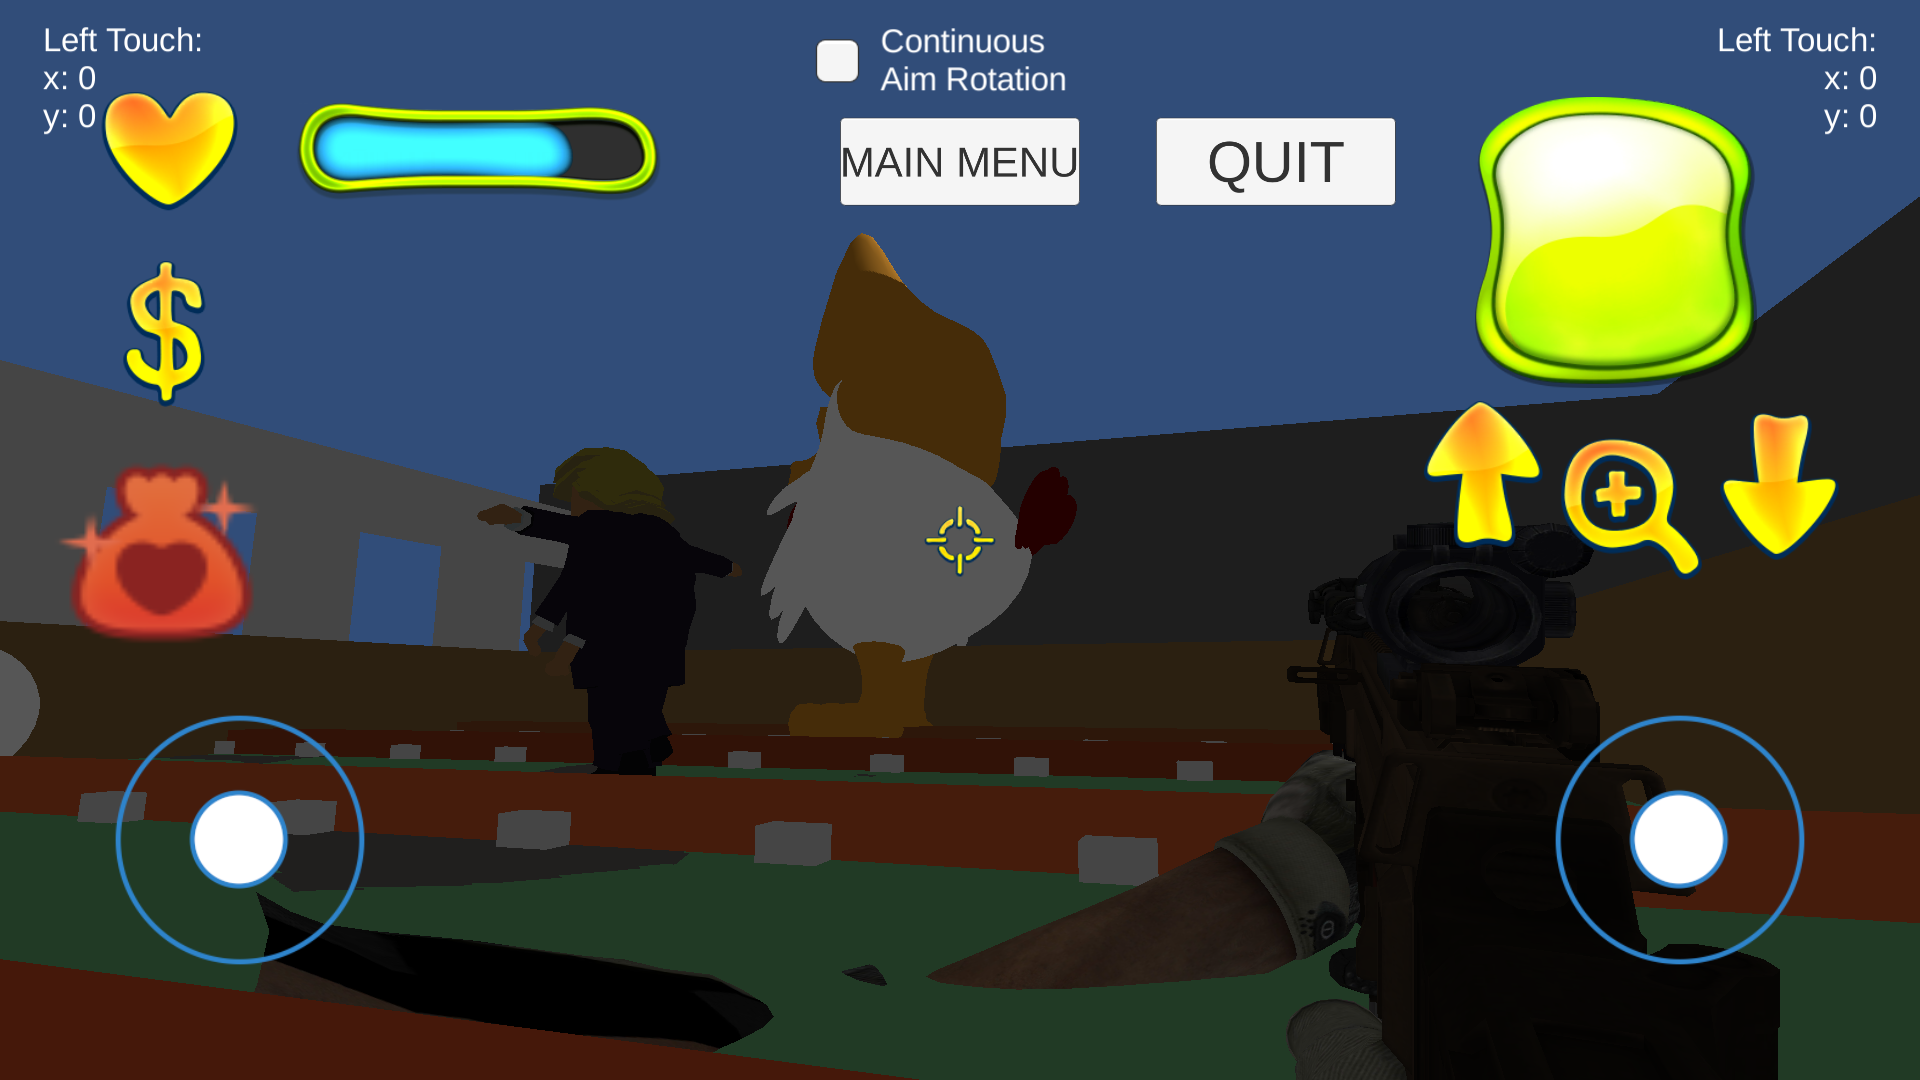 Left Touch:
x: 0
y: 0
Continuous
Aim Rotation
MAIN MENU
QUIT
Left Touch:
x: 0
y: 0